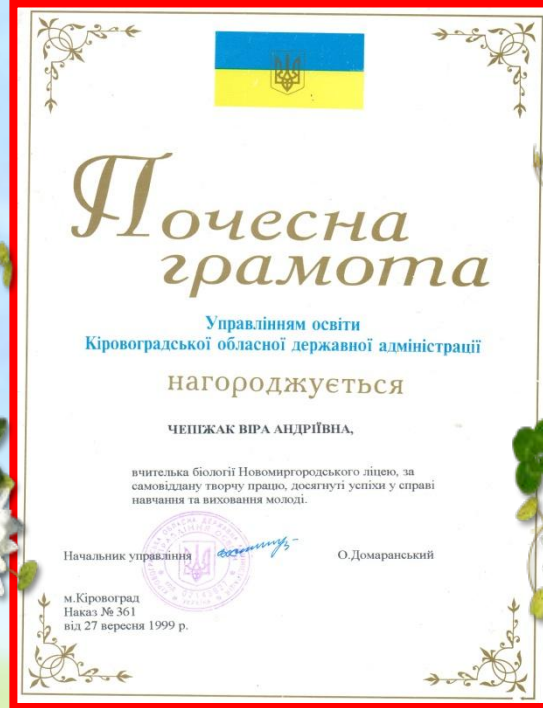 Почесна
грамота
Управлінням освіти
Кіровоградської обласної державної адміністрації
нагороджується
ЧЕПІЖАК ВІРА АНДРІЇВНА,
вчителька біології Новомиргородського ліцею, за
самовіддану творчу працю, досягнуті успіхи у справі
навчання та виховання молоді.
Начальник управління О.Домаранський
м.Кіровоград
Наказ № 361
від 27 вересня 1999 р.